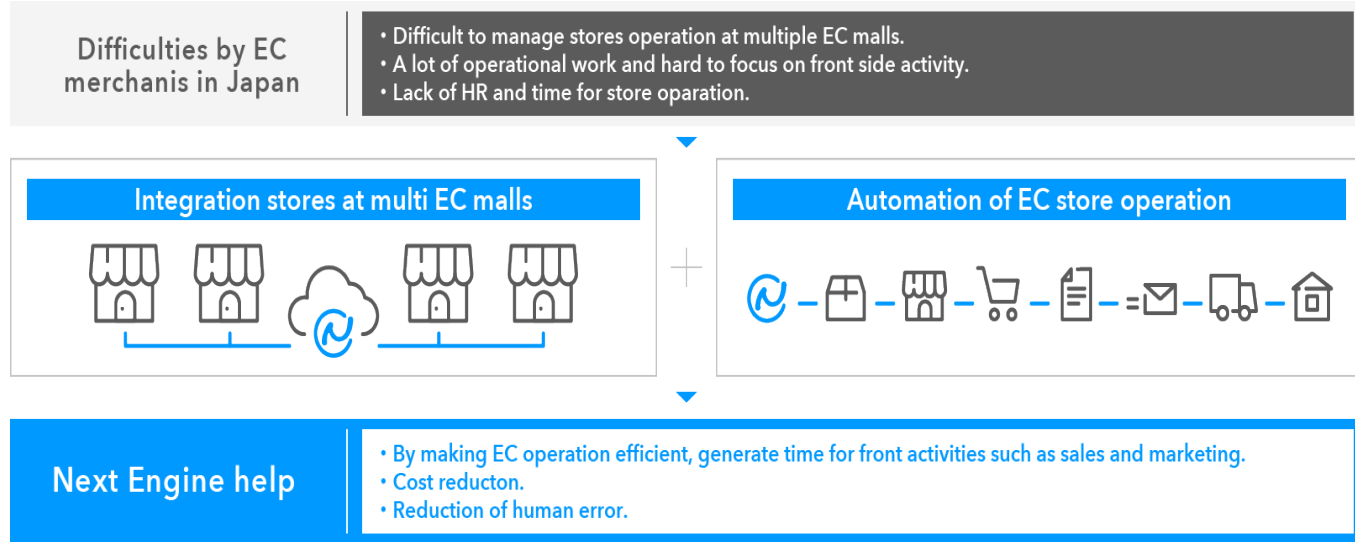 Difficulties by EC
merchanis in Japan
• Difficult to manage stores operation at multiple EC malls.
• A lot of operational work and hard to focus on front side activity.
• Lack of HR and time for store oparation.
Integration stores at multi EC malls
Automation of EC store operation
Next Engine help
• By making EC operation efficient, generate time for front activities such as sales and marketing.
• Cost reducton.
• Reduction of human error.